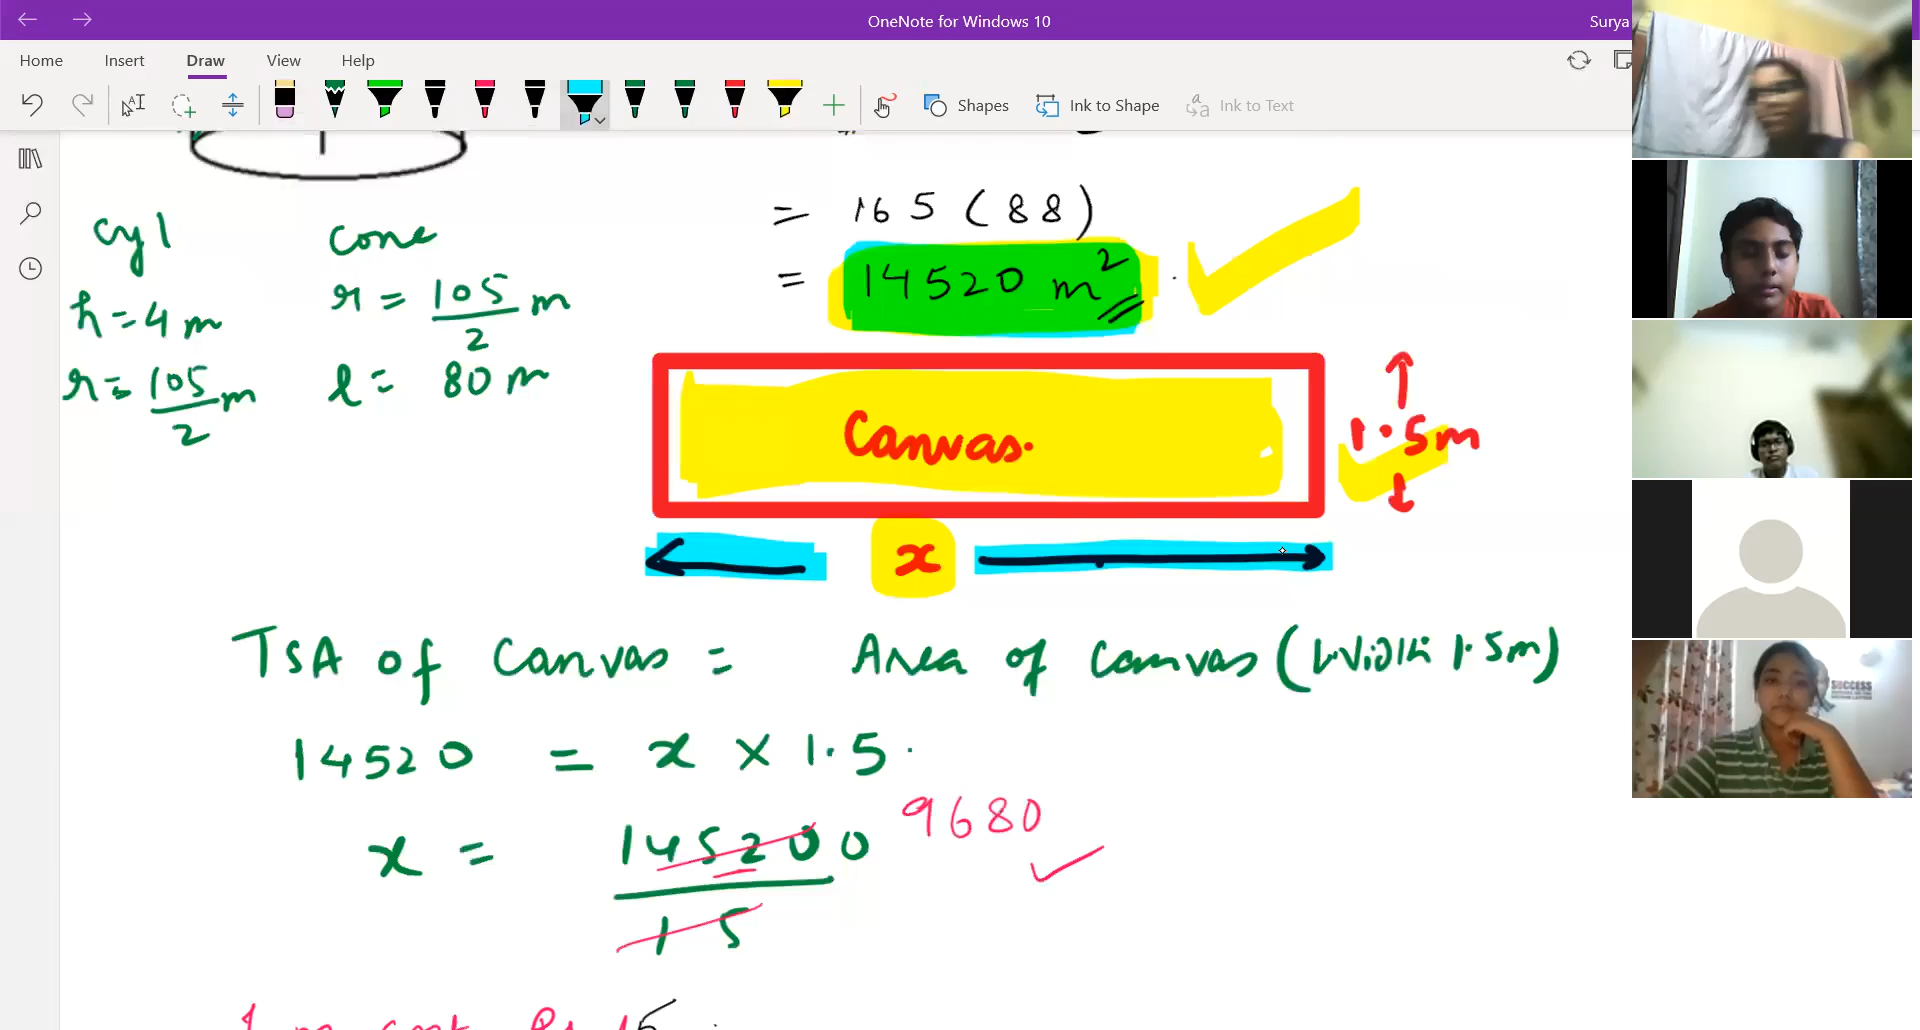 OneNote for Windows 10
Surya
Home Insert Draw View Help
Shapes Ink to Shape Ink to Text
= 165 (88)
= 14520 m²
cyl
h = 4 m
r = 105/2 m
cone
r = 105/2 m
l = 80 m
Canvas.
1.5m
x
TSA of Canvas = Area of canvas (width 1.5m)
14520 = x × 1.5
x = 145200 9680
15
SUCCESS
cost